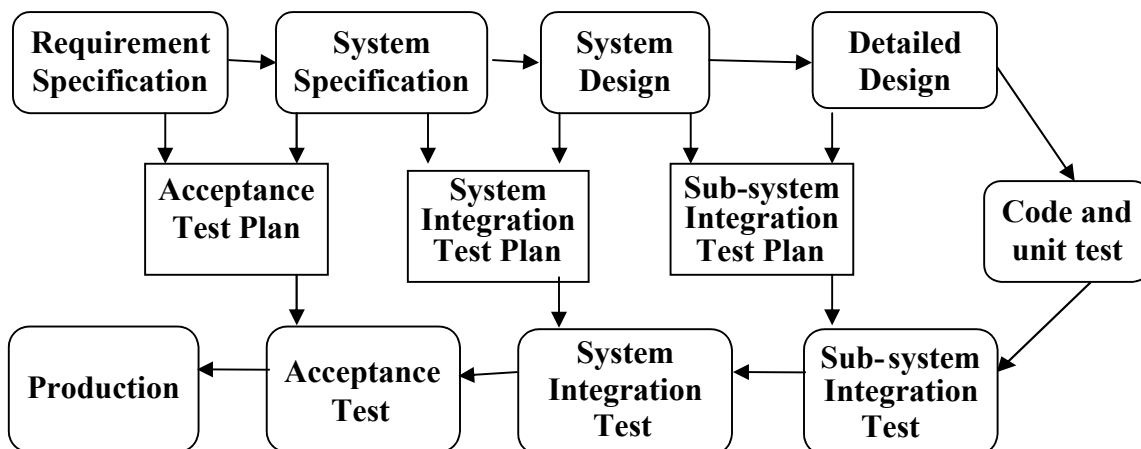 Requirement
Specification
System
Specification
System
Design
Detailed
Design
Acceptance
Test Plan
System
Integration
Test Plan
Sub-system
Integration
Test Plan
Code and
unit test
Production
Acceptance
Test
System
Integration
Test
Sub-system
Integration
Test